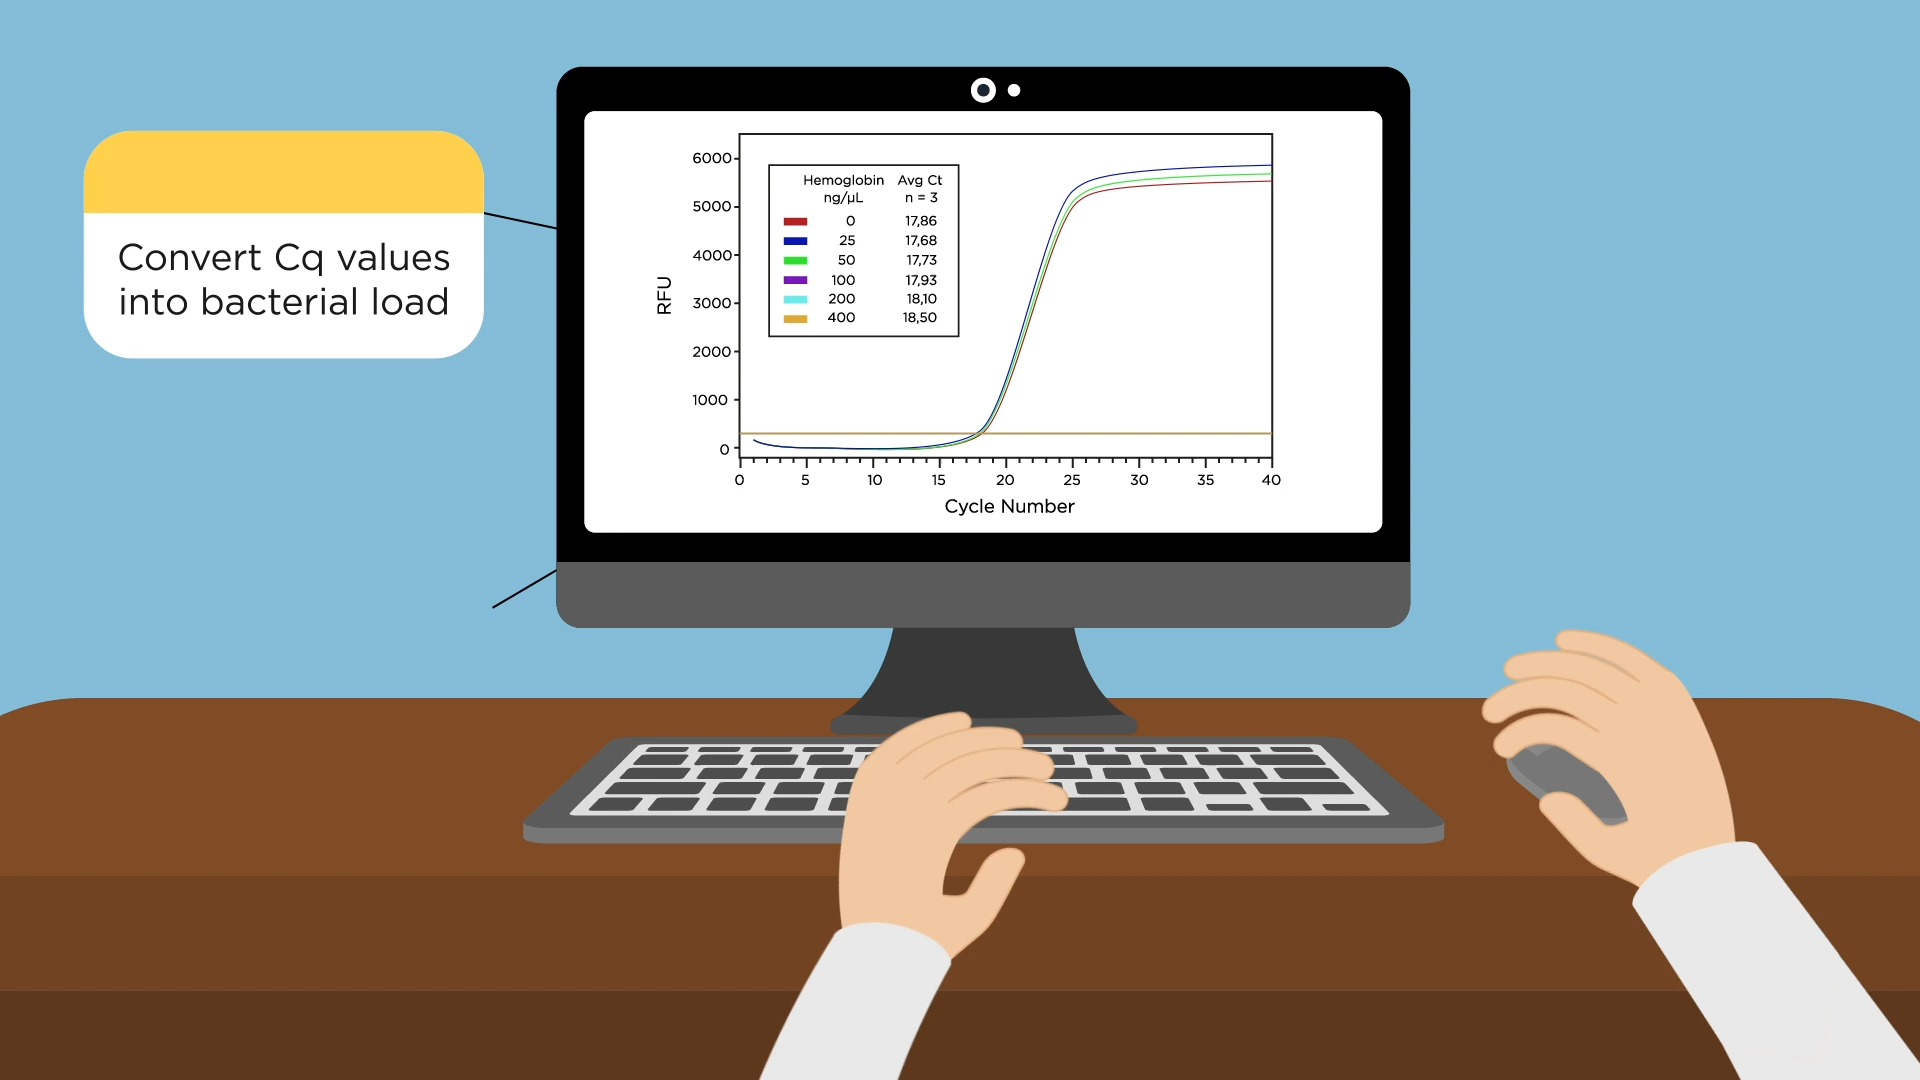 Convert Cq values
into bacterial load
Hemoglobin Avg Ct
ng/µL n = 3
0 17,86
25 17,68
50 17,73
100 17,93
200 18,10
400 18,50
RFU
6000
5000
4000
3000
2000
1000
0
0 5 10 15 20 25 30 35 40
Cycle Number